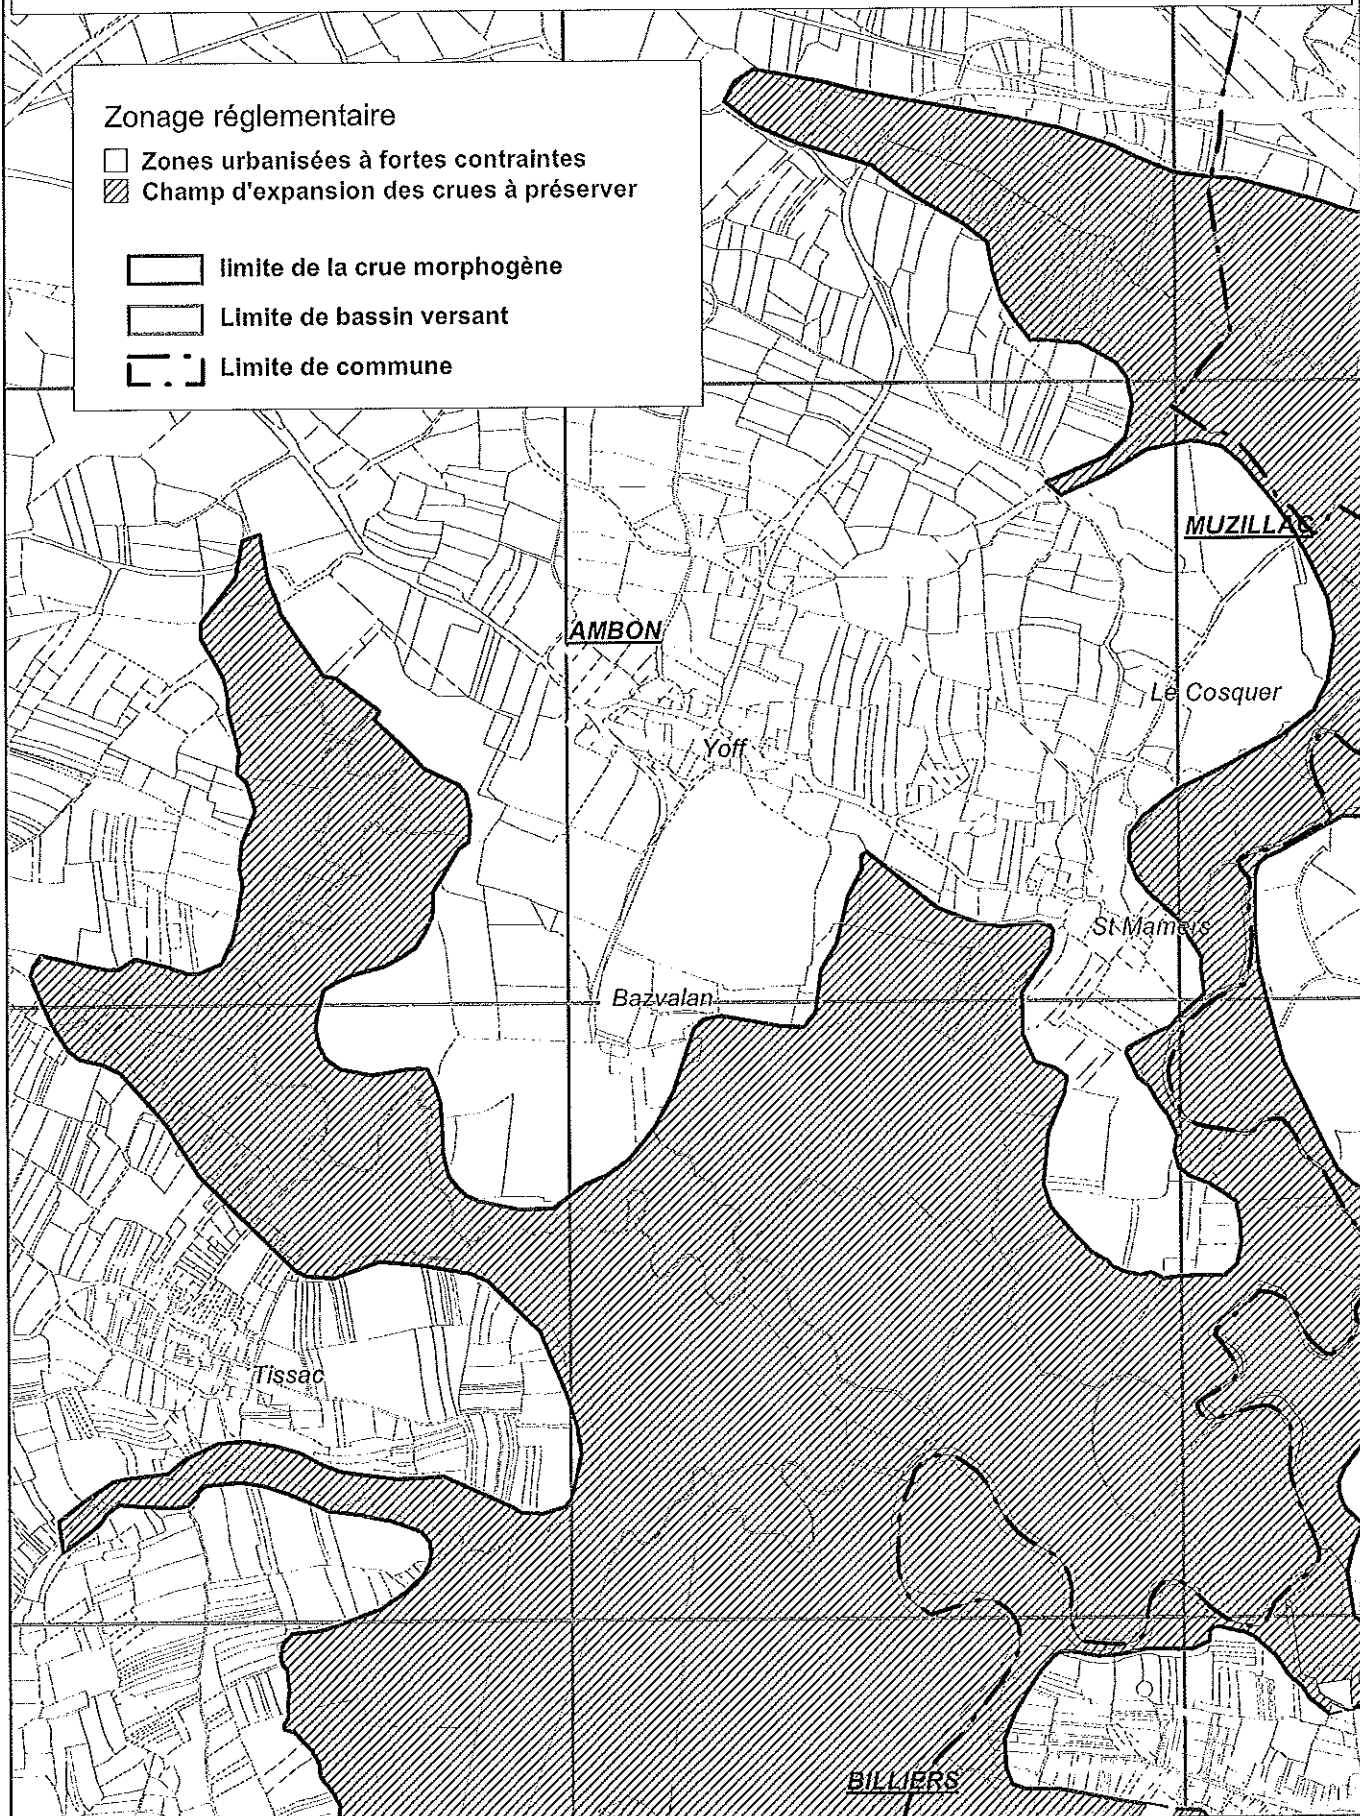 Zonage réglementaire
Zones urbanisées à fortes contraintes
Champ d'expansion des crues à préserver
limite de la crue morphogène
Limite de bassin versant
Limite de commune
MUZILLAC
AMBON
Le Cosquer
Yoff
St Mamers
Bazvalan
Tissac
BILLIERS